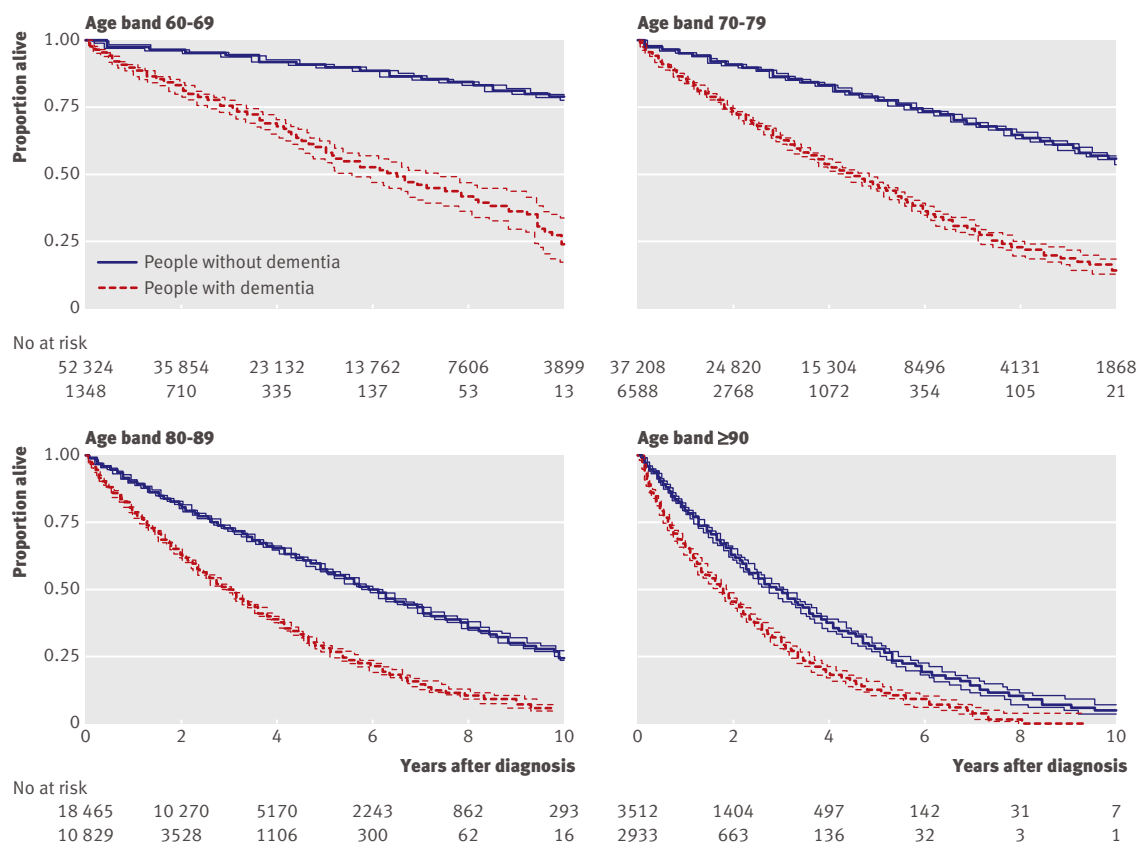 Age band 60-69
Age band 70-79
Proportion alive
1.00
0.75
0.50
0.25
0
People without dementia
People with dementia
No at risk
52 324 35 854 23 132 13 762 7606 3899 37 208 24 820 15 304 8496 4131 1868
1348 710 335 137 53 13 6588 2768 1072 354 105 21
Age band 80-89
Age band ≥90
Proportion alive
1.00
0.75
0.50
0.25
0
0 2 4 6 8 10 0 2 4 6 8 10
Years after diagnosis
Years after diagnosis
No at risk
18 465 10 270 5170 2243 862 293 3512 1404 497 142 31 7
10 829 3528 1106 300 62 16 2933 663 136 32 3 1